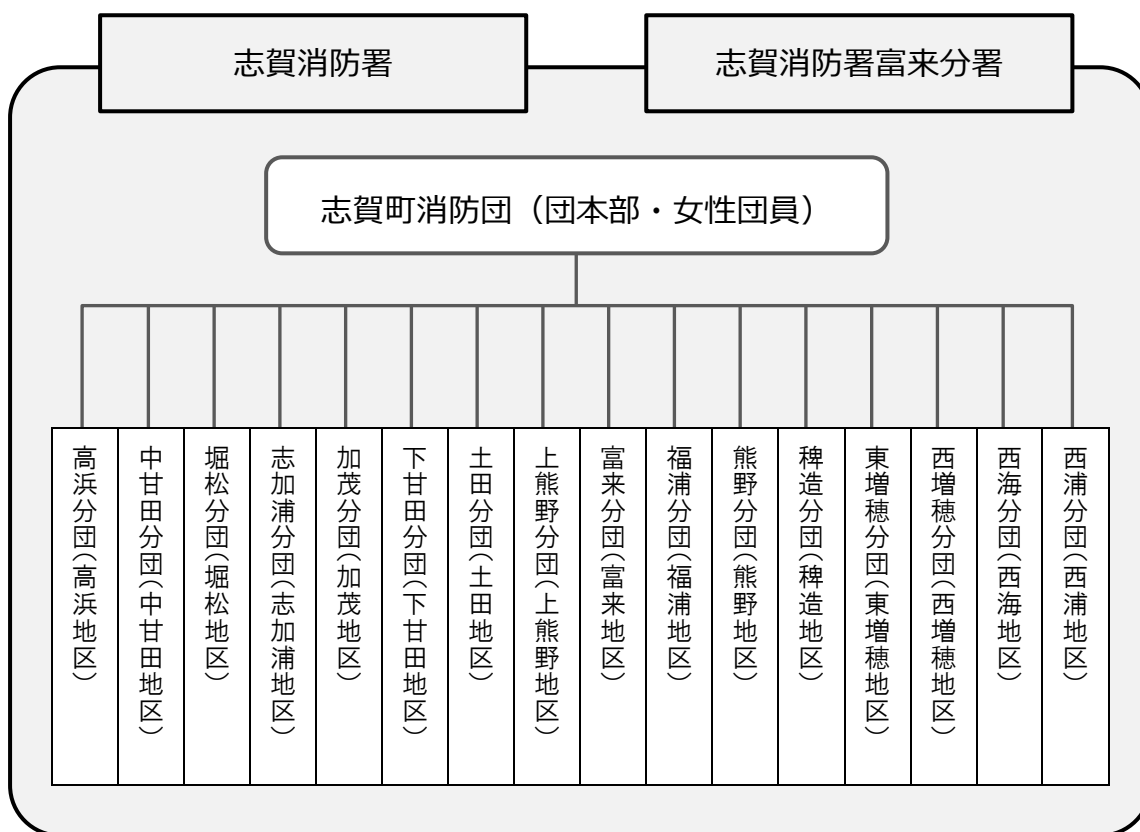 志賀消防署
志賀消防署富来分署
志賀町消防団（団本部・女性団員）
高浜分団（高浜地区）
中甘田分団（中甘田地区）
堀松分団（堀松地区）
志加浦分団（志加浦地区）
加茂分団（加茂地区）
下甘田分団（下甘田地区）
土田分団（土田地区）
上熊野分団（上熊野地区）
富来分団（富来地区）
福浦分団（福浦地区）
熊野分団（熊野地区）
稗造分団（稗造地区）
東増穂分団（東増穂地区）
西増穂分団（西増穂地区）
西海分団（西海地区）
西浦分団（西浦地区）